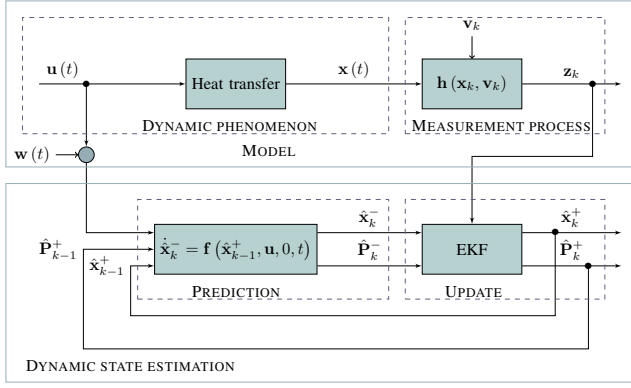 v_k
u (t)
x (t)
z_k
Heat transfer
h (x_k, v_k)
DYNAMIC PHENOMENON
MEASUREMENT PROCESS
MODEL
w (t)
x̂_k^-
x̂_k^+
P̂_{k-1}^+
x̂_{k-1}^+
\dot{x̂}_k^- = f (x̂_{k-1}^+, u, 0, t)
P̂_k^-
EKF
P̂_k^+
PREDICTION
UPDATE
DYNAMIC STATE ESTIMATION